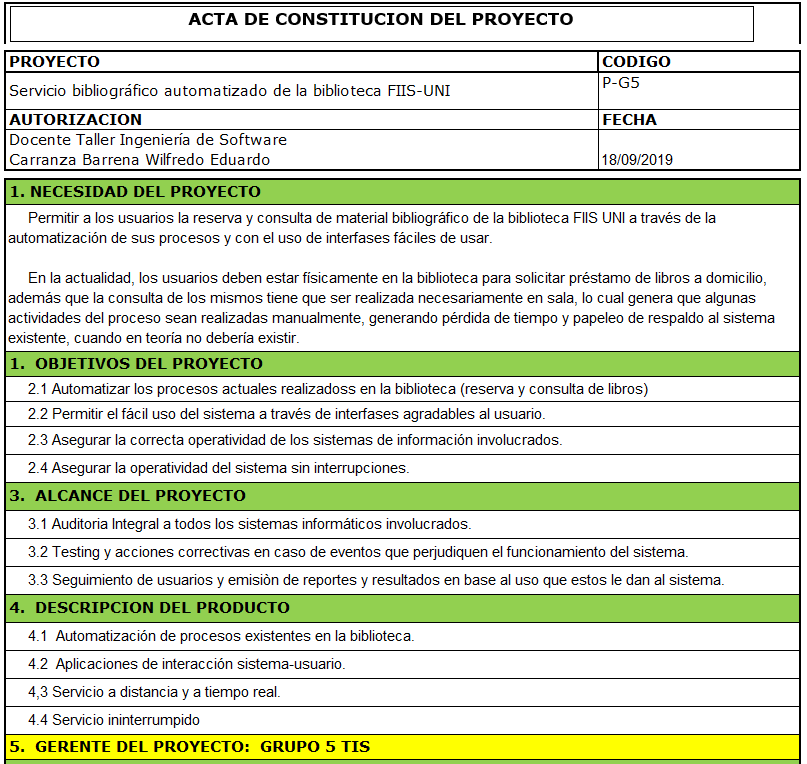 ACTA DE CONSTITUCION DEL PROYECTO
PROYECTO
CODIGO
Servicio bibliográfico automatizado de la biblioteca FIIS-UNI
P-G5
AUTORIZACION
FECHA
Docente Taller Ingeniería de Software
Carranza Barrena Wilfredo Eduardo
18/09/2019
1. NECESIDAD DEL PROYECTO
Permitir a los usuarios la reserva y consulta de material bibliográfico de la biblioteca FIIS UNI a través de la
automatización de sus procesos y con el uso de interfases fáciles de usar.
En la actualidad, los usuarios deben estar físicamente en la biblioteca para solicitar préstamo de libros a domicilio,
además que la consulta de los mismos tiene que ser realizada necesariamente en sala, lo cual genera que algunas
actividades del proceso sean realizadas manualmente, generando pérdida de tiempo y papeleo de respaldo al sistema
existente, cuando en teoría no debería existir.
1. OBJETIVOS DEL PROYECTO
2.1 Automatizar los procesos actuales realizadoss en la biblioteca (reserva y consulta de libros)
2.2 Permitir el fácil uso del sistema a través de interfases agradables al usuario.
2.3 Asegurar la correcta operatividad de los sistemas de información involucrados.
2.4 Asegurar la operatividad del sistema sin interrupciones.
3. ALCANCE DEL PROYECTO
3.1 Auditoria Integral a todos los sistemas informáticos involucrados.
3.2 Testing y acciones correctivas en caso de eventos que perjudiquen el funcionamiento del sistema.
3.3 Seguimiento de usuarios y emisiòn de reportes y resultados en base al uso que estos le dan al sistema.
4. DESCRIPCION DEL PRODUCTO
4.1 Automatización de procesos existentes en la biblioteca.
4.2 Aplicaciones de interacción sistema-usuario.
4,3 Servicio a distancia y a tiempo real.
4.4 Servicio ininterrumpido
5. GERENTE DEL PROYECTO: GRUPO 5 TIS